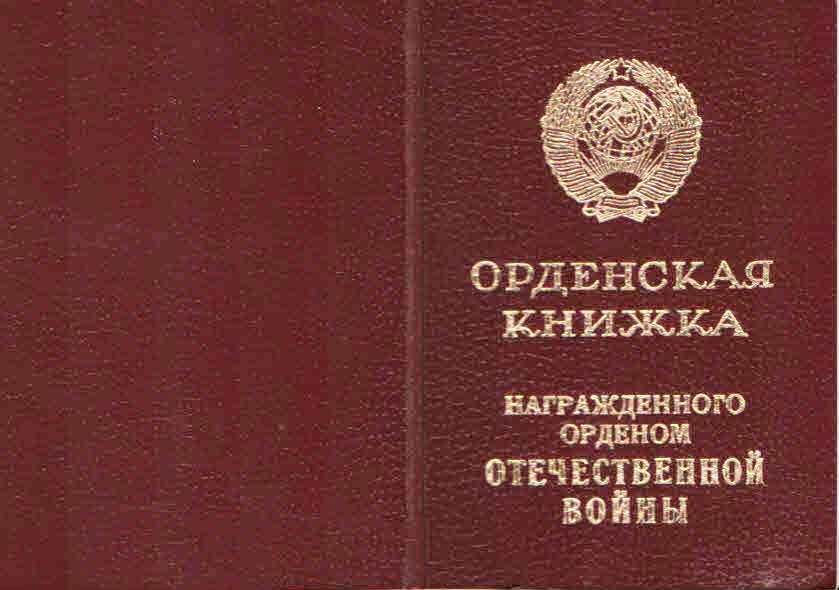 ОРДЕНСКАЯ
КНИЖКА
НАГРАЖДЕННОГО
ОРДЕНОМ
ОТЕЧЕСТВЕННОЙ
ВОЙНЫ